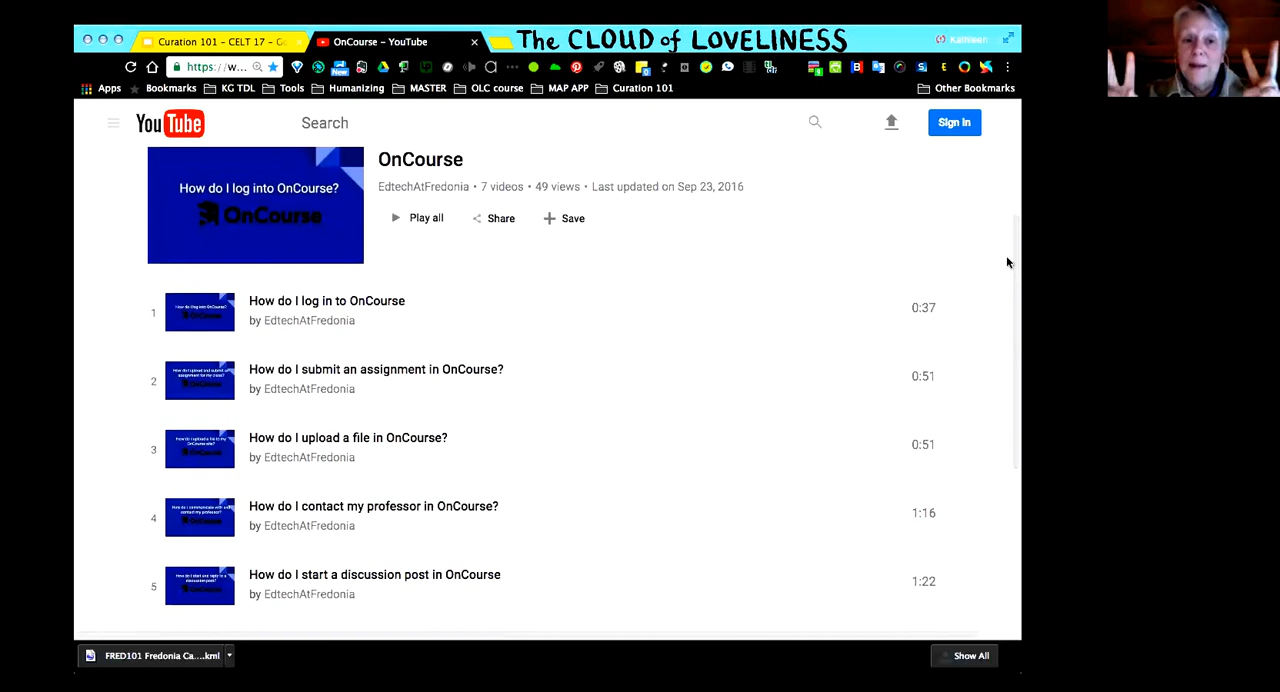 Curation 101 - CELT 17 - Go
OnCourse - YouTube
The CLOUD of LOVELINESS
Kathleen
https://w...
New
Apps
Bookmarks
KG TDL
Tools
Humanizing
MASTER
OLC course
MAP APP
Curation 101
Other Bookmarks
YouTube
Search
Sign In
How do I log into OnCourse?
OnCourse
OnCourse
EdtechAtFredonia • 7 videos • 49 views • Last updated on Sep 23, 2016
Play all
Share
Save
1
How do I log in to OnCourse
by EdtechAtFredonia
0:37
2
How do I submit an assignment in OnCourse?
by EdtechAtFredonia
0:51
3
How do I upload a file in OnCourse?
by EdtechAtFredonia
0:51
4
How do I contact my professor in OnCourse?
by EdtechAtFredonia
1:16
5
How do I start a discussion post in OnCourse
by EdtechAtFredonia
1:22
FRED101 Fredonia Ca....kml
Show All